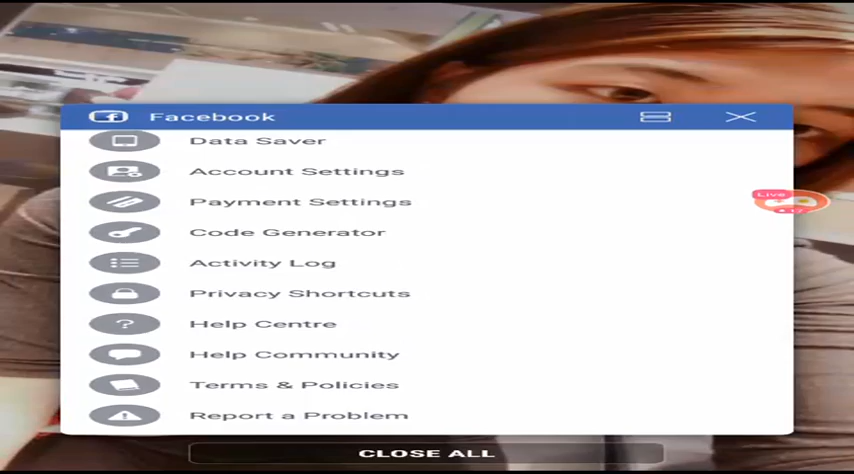 Facebook
Data Saver
Account Settings
Payment Settings
Code Generator
Activity Log
Privacy Shortcuts
Help Centre
Help Community
Terms & Policies
Report a Problem
Live
CLOSE ALL